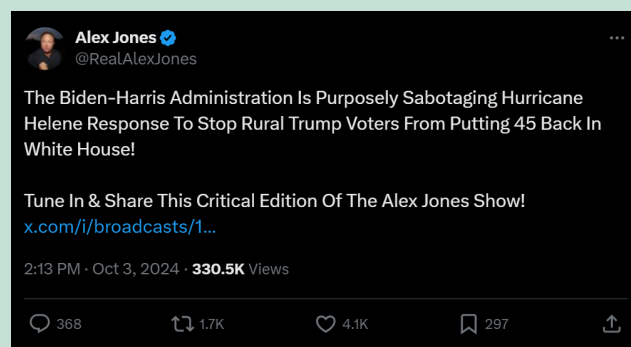 Alex Jones
@RealAlexJones
The Biden-Harris Administration Is Purposely Sabotaging Hurricane
Helene Response To Stop Rural Trump Voters From Putting 45 Back In
White House!
Tune In & Share This Critical Edition Of The Alex Jones Show!
x.com/i/broadcasts/1...
2:13 PM · Oct 3, 2024 · 330.5K Views
368 1.7K 4.1K 297